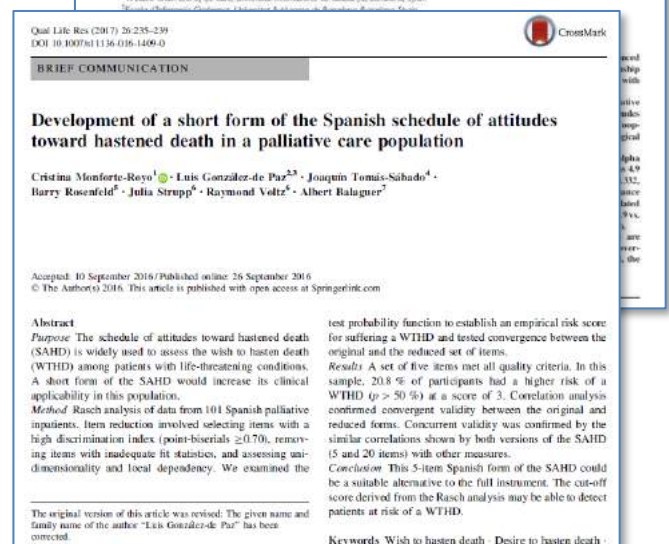 Qual Life Res (2017) 26:235–239
DOI 10.1007/s11136-016-1409-0
CrossMark
BRIEF COMMUNICATION
Development of a short form of the Spanish schedule of attitudes
toward hastened death in a palliative care population
Cristina Monforte-Royo1 · Luis González-de Paz2,3 · Joaquín Tomás-Sábado4 ·
Barry Rosenfeld5 · Julia Strupp6 · Raymond Voltz6 · Albert Balaguer7
Accepted: 10 September 2016 / Published online: 26 September 2016
© The Author(s) 2016. This article is published with open access at Springerlink.com
Abstract
Purpose The schedule of attitudes toward hastened death
(SAHD) is widely used to assess the wish to hasten death
(WTHD) among patients with life-threatening conditions.
A short form of the SAHD would increase its clinical
applicability in this population.
Method Rasch analysis of data from 101 Spanish palliative
inpatients. Item reduction involved selecting items with a
high discrimination index (point-biserials ≥0.70), remov-
ing items with inadequate fit statistics, and assessing uni-
dimensionality and local dependency. We examined the
The original version of this article was revised: The given name and
family name of the author “Luis González-de Paz” has been
corrected.
test probability function to establish an empirical risk score
for suffering a WTHD and tested convergence between the
original and the reduced set of items.
Results A set of five items met all quality criteria. In this
sample, 20.8 % of participants had a higher risk of a
WTHD (p > 50 %) at a score of 3. Correlation analysis
confirmed convergent validity between the original and
reduced forms. Concurrent validity was confirmed by the
similar correlations shown by both versions of the SAHD
(5 and 20 items) with other measures.
Conclusion This 5-item Spanish form of the SAHD could
be a suitable alternative to the full instrument. The cut-off
score derived from the Rasch analysis may be able to detect
patients at risk of a WTHD.
Keywords Wish to hasten death · Desire to hasten death ·